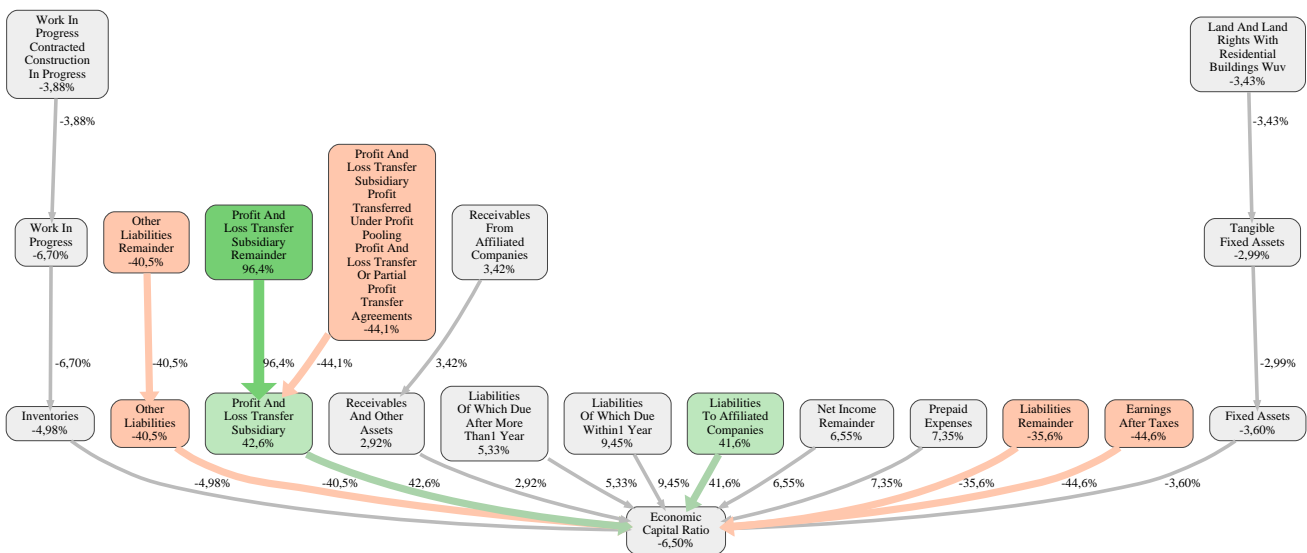 Work In
Progress
Contracted
Construction
In Progress
-3,88%
Land And Land
Rights With
Residential
Buildings Wuv
-3,43%
-3,88%
-3,43%
Work In
Progress
-6,70%
Other
Liabilities
Remainder
-40,5%
Profit And
Loss Transfer
Subsidiary
Remainder
96,4%
Profit And
Loss Transfer
Subsidiary
Profit
Transferred
Under Profit
Pooling
Profit And
Loss Transfer
Or Partial
Profit
Transfer
Agreements
-44,1%
Receivables
From
Affiliated
Companies
3,42%
Tangible
Fixed Assets
-2,99%
-6,70%
-40,5%
96,4%
-44,1%
3,42%
-2,99%
Inventories
-4,98%
Other
Liabilities
-40,5%
Profit And
Loss Transfer
Subsidiary
42,6%
Receivables
And Other
Assets
2,92%
Liabilities
Of Which Due
After More
Than1 Year
5,33%
Liabilities
Of Which Due
Within1 Year
9,45%
Liabilities
To Affiliated
Companies
41,6%
Net Income
Remainder
6,55%
Prepaid
Expenses
7,35%
Liabilities
Remainder
-35,6%
Earnings
After Taxes
-44,6%
Fixed Assets
-3,60%
-4,98%
-40,5%
42,6%
2,92%
5,33%
9,45%
41,6%
6,55%
7,35%
-35,6%
-44,6%
-3,60%
Economic
Capital Ratio
-6,50%